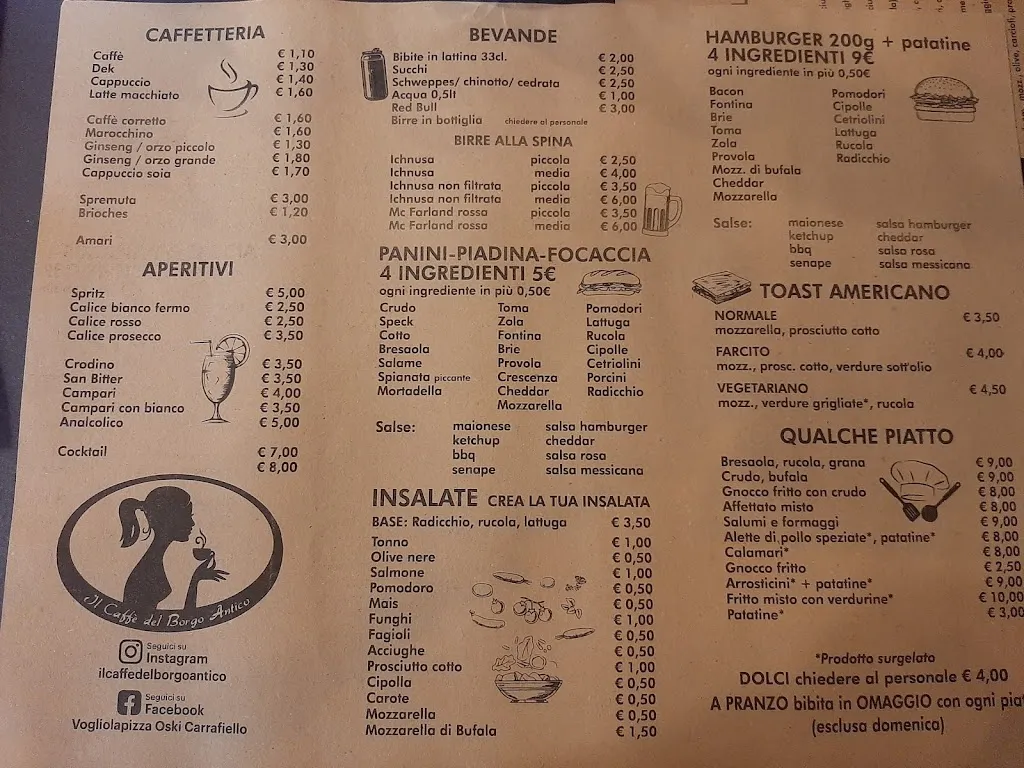 CAFFETTERIA
Caffè € 1,10
Dek € 1,30
Cappuccio € 1,40
Latte macchiato € 1,60
Caffè corretto € 1,60
Marocchino € 1,60
Ginseng / orzo piccolo € 1,30
Ginseng / orzo grande € 1,80
Cappuccio soia € 1,70
Spremuta € 3,00
Brioches € 1,20
Amari € 3,00
APERITIVI
Spritz € 5,00
Calice bianco fermo € 2,50
Calice rosso € 2,50
Calice prosecco € 3,50
Crodino € 3,50
San Bitter € 3,50
Campari € 4,00
Campari con bianco € 3,50
Analcolico € 5,00
Cocktail € 7,00
€ 8,00
Il Caffè del Borgo Antico
Seguici su
Instagram
ilcaffedelborgoantico
Seguici su
Facebook
Vogliolapizza Oski Carrafiello
BEVANDE
Bibite in lattina 33cl. € 2,00
Succhi € 2,50
Schweppes/ chinotto/ cedrata € 2,50
Acqua 0,5lt € 1,00
Red Bull € 3,00
Birre in bottiglia chiedere al personale
BIRRE ALLA SPINA
Ichnusa piccola € 2,50
Ichnusa media € 4,00
Ichnusa non filtrata piccola € 3,50
Ichnusa non filtrata media € 6,00
Mc Farland rossa piccola € 3,50
Mc Farland rossa media € 6,00
PANINI-PIADINA-FOCACCIA
4 INGREDIENTI 5€
ogni ingrediente in più 0,50€
Crudo Toma Pomodori
Speck Zola Lattuga
Cotto Fontina Rucola
Bresaola Brie Cipolle
Salame Provola Cetriolini
Spianata piccante Crescenza Porcini
Mortadella Cheddar Radicchio
Mozzarella
Salse: maionese salsa hamburger
ketchup cheddar
bbq salsa rosa
senape salsa messicana
INSALATE CREA LA TUA INSALATA
BASE: Radicchio, rucola, lattuga € 3,50
Tonno € 1,00
Olive nere € 0,50
Salmone € 1,00
Pomodoro € 0,50
Mais € 0,50
Funghi € 1,00
Fagioli € 0,50
Acciughe € 0,50
Prosciutto cotto € 1,00
Cipolla € 0,50
Carote € 0,50
Mozzarella € 0,50
Mozzarella di Bufala € 1,50
HAMBURGER 200g + patatine
4 INGREDIENTI 9€
ogni ingrediente in più 0,50€
Bacon Pomodori
Fontina Cipolle
Brie Cetriolini
Toma Lattuga
Zola Rucola
Provola Radicchio
Mozz. di bufala
Cheddar
Mozzarella
Salse: maionese salsa hamburger
ketchup cheddar
bbq salsa rosa
senape salsa messicana
TOAST AMERICANO
NORMALE € 3,50
mozzarella, prosciutto cotto
FARCITO € 4,00
mozz., prosc. cotto, verdure sott'olio
VEGETARIANO € 4,50
mozz., verdure grigliate*, rucola
QUALCHE PIATTO
Bresaola, rucola, grana € 9,00
Crudo, bufala € 9,00
Gnocco fritto con crudo € 8,00
Affettato misto € 8,00
Salumi e formaggi € 9,00
Alette di pollo speziate*, patatine* € 8,00
Calamari* € 8,00
Gnocco fritto € 2,50
Arrosticini* + patatine* € 9,00
Fritto misto con verdurine* € 10,00
Patatine* € 3,00
*Prodotto surgelato
DOLCI chiedere al personale € 4,00
A PRANZO bibita in OMAGGIO con ogni piat
(esclusa domenica)